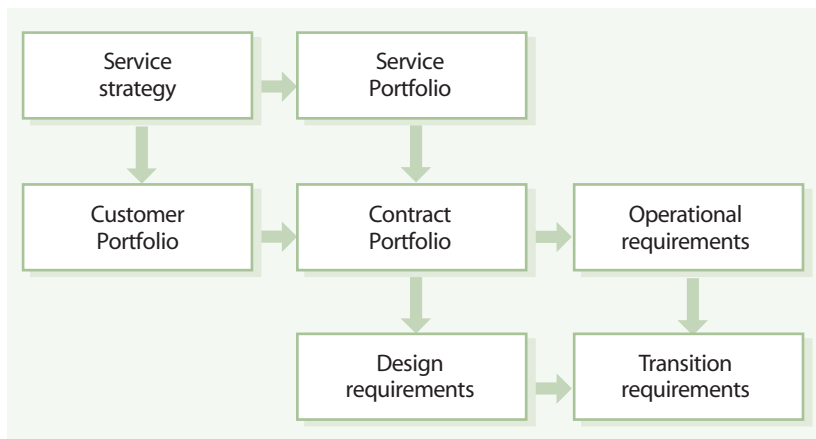 Service
strategy
Service
Portfolio
Customer
Portfolio
Contract
Portfolio
Operational
requirements
Design
requirements
Transition
requirements